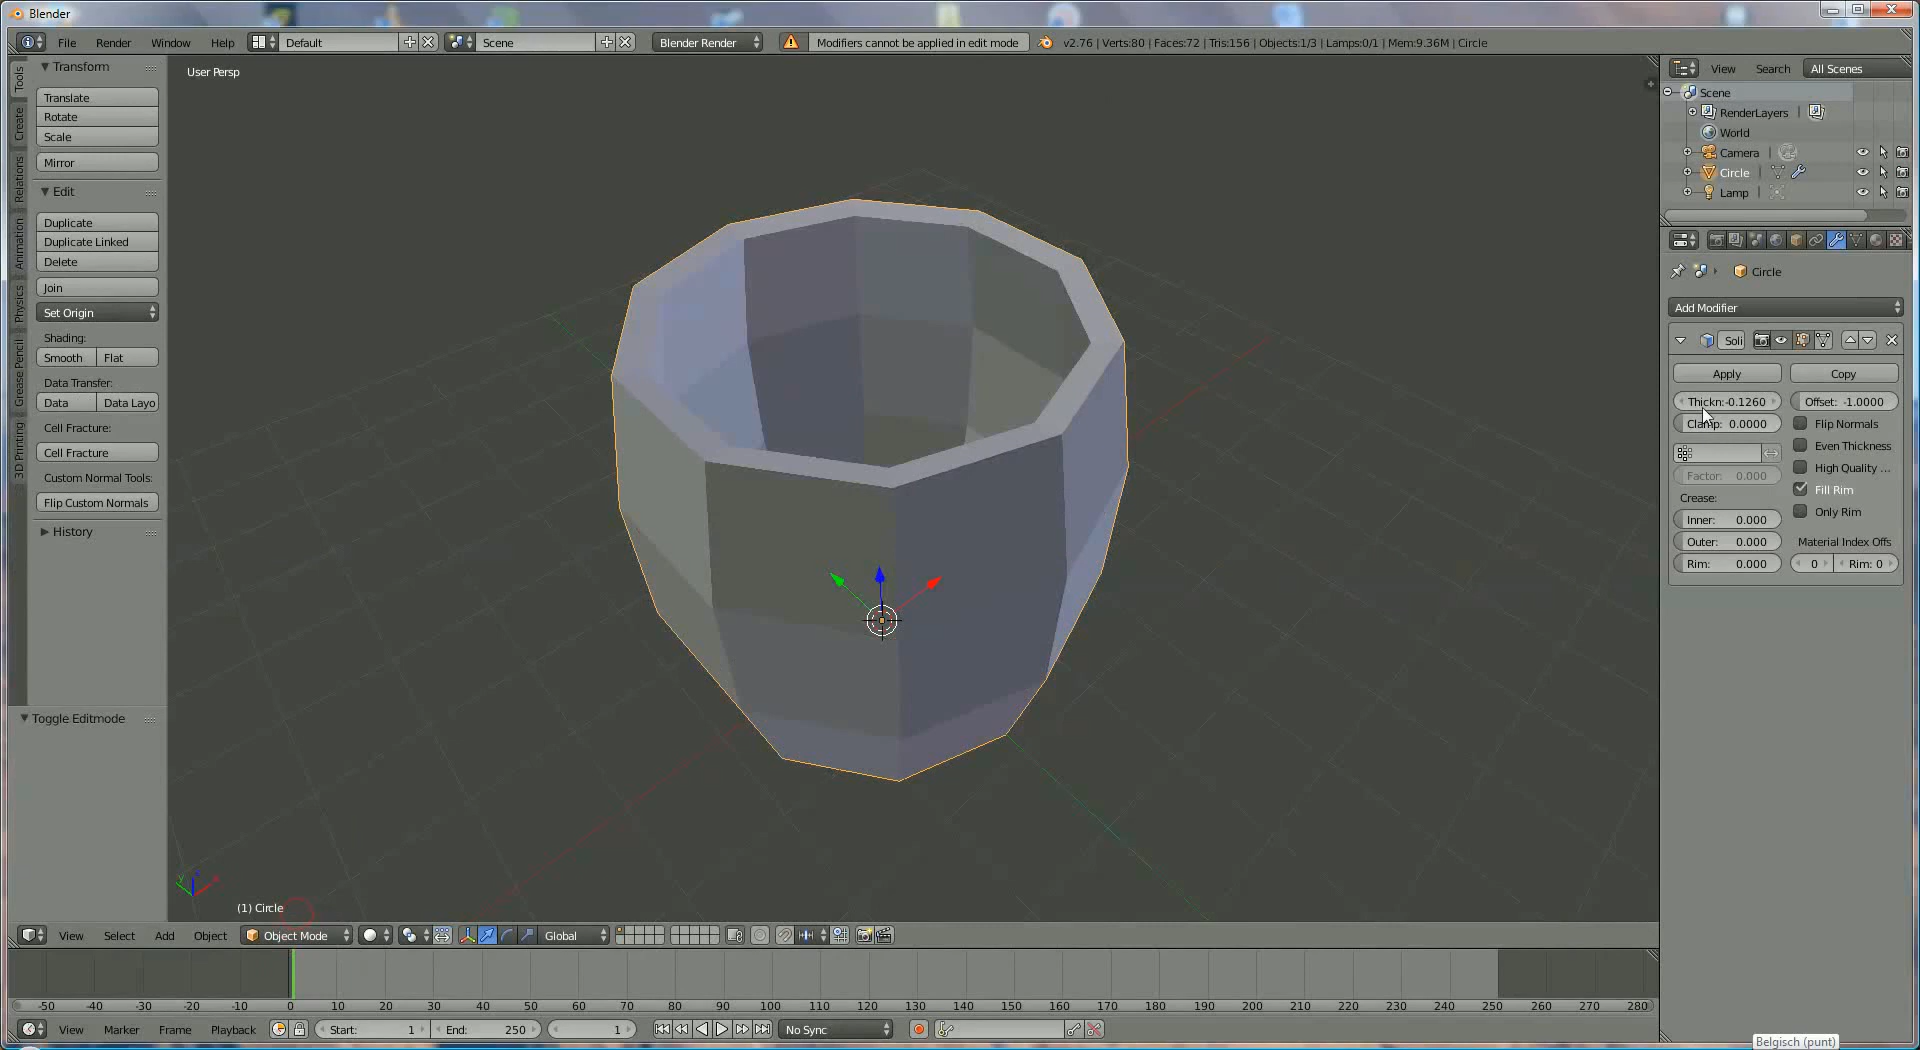 Blender
File Render Window Help Default Scene Blender Render Modifiers cannot be applied in edit mode v2.76 | Verts:80 | Faces:72 | Tris:156 | Objects:1/3 | Lamps:0/1 | Mem:9.36M | Circle
Tools
Create
Relations
Animation
Physics
Grease Pencil
3D Printing
Transform
Translate
Rotate
Scale
Mirror
Edit
Duplicate
Duplicate Linked
Delete
Join
Set Origin
Shading:
Smooth Flat
Data Transfer:
Data Data Layo
Cell Fracture:
Cell Fracture
Custom Normal Tools:
Flip Custom Normals
History
Toggle Editmode
User Persp
(1) Circle
View Search All Scenes
Scene
RenderLayers |
World
Camera |
Circle |
Lamp |
Circle
Add Modifier
Soli
Apply Copy
Thickn:-0.1260 Offset: -1.0000
Clamp: 0.0000 Flip Normals
Even Thickness
Factor: 0.000 High Quality ...
Crease: Fill Rim
Inner: 0.000 Only Rim
Outer: 0.000 Material Index Offs
Rim: 0.000 0 Rim: 0
View Select Add Object Object Mode Global
-50 -40 -30 -20 -10 0 10 20 30 40 50 60 70 80 90 100 110 120 130 140 150 160 170 180 190 200 210 220 230 240 250 260 270 280
View Marker Frame Playback Start: 1 End: 250 1 No Sync
Belgisch (punt)